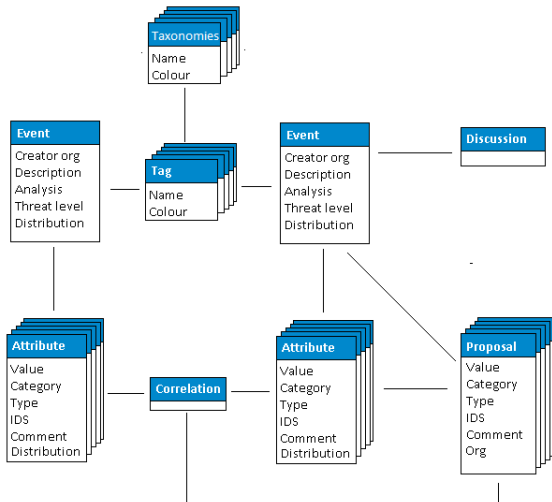 Taxonomies
Name
Colour
Event
Creator org
Description
Analysis
Threat level
Distribution
Tag
Name
Colour
Event
Creator org
Description
Analysis
Threat level
Distribution
Discussion
Attribute
Value
Category
Type
IDS
Comment
Distribution
Correlation
Attribute
Value
Category
Type
IDS
Comment
Distribution
Proposal
Value
Category
Type
IDS
Comment
Org